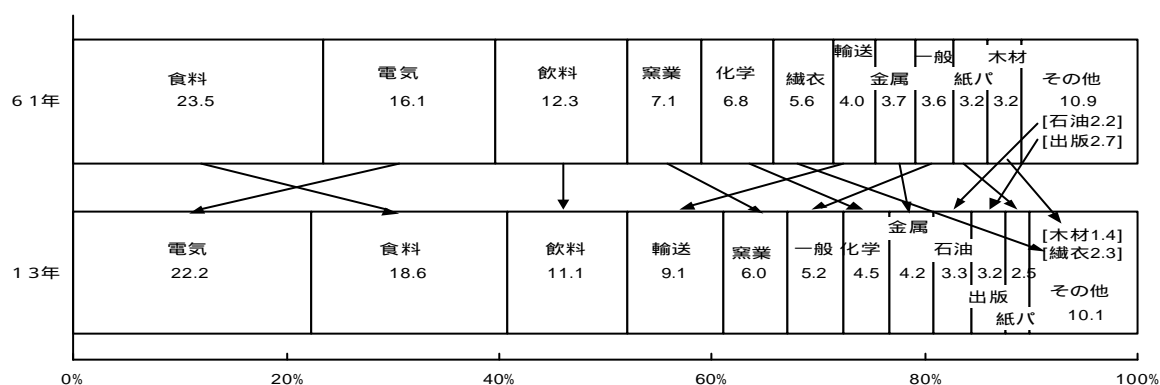 食料 電気 飲料 窯業 化学 繊衣 輸送 金属 一般 紙パ 木材 その他
６１年 23.5 16.1 12.3 7.1 6.8 5.6 4.0 3.7 3.6 3.2 3.2 10.9
[石油2.2]
[出版2.7]
電気 食料 飲料 輸送 窯業 一般 化学 金属 石油 出版 紙パ その他
[木材1.4]
[繊衣2.3]
１３年 22.2 18.6 11.1 9.1 6.0 5.2 4.5 4.2 3.3 3.2 2.5 10.1
0% 20% 40% 60% 80% 100%